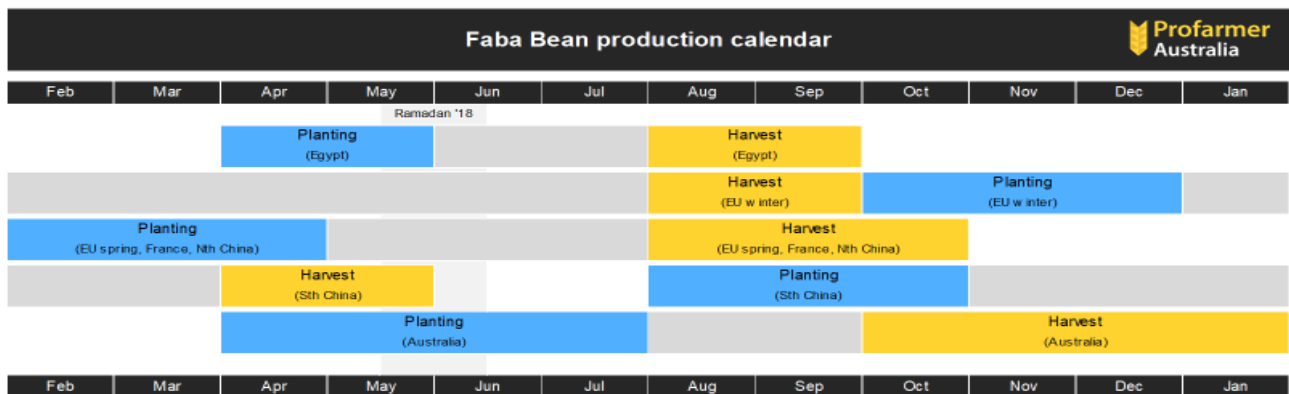 Faba Bean production calendar
Profarmer
Australia
Feb Mar Apr May Jun Jul Aug Sep Oct Nov Dec Jan
Ramadan '18
Planting Harvest
(Egypt) (Egypt)
Harvest Planting
(EU winter) (EU winter)
Planting Harvest
(EU spring, France, Nth China) (EU spring, France, Nth China)
Harvest Planting
(Sth China) (Sth China)
Planting Harvest
(Australia) (Australia)
Feb Mar Apr May Jun Jul Aug Sep Oct Nov Dec Jan